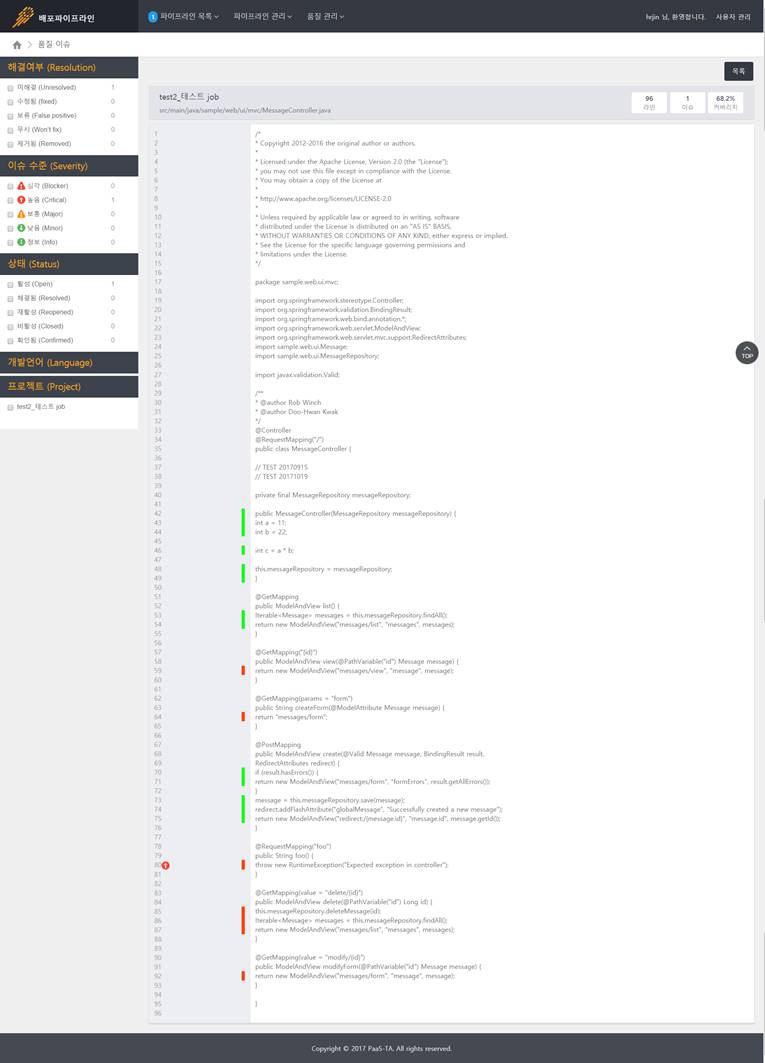 배포파이프라인
1 파이프라인 목록
파이프라인 관리
품질 관리
hrjin 님, 환영합니다.
사용자 관리
품질 이슈
해결여부 (Resolution)
미해결 (Unresolved) 1
수정됨 (fixed) 0
보류 (False positive) 0
무시 (Won't fix) 0
제거됨 (Removed) 0
이슈 수준 (Severity)
심각 (Blocker) 0
높음 (Critical) 1
보통 (Major) 0
낮음 (Minor) 0
정보 (Info) 0
상태 (Status)
활성 (Open) 1
해결됨 (Resolved) 0
재활성 (Reopened) 0
비활성 (Closed) 0
확인됨 (Confirmed) 0
개발언어 (Language)
프로젝트 (Project)
test2_테스트 job
목록
test2_테스트 job
src/main/java/sample/web/ui/mvc/MessageController.java
96
라인
1
이슈
68.2%
커버리지
1 /*
2 * Copyright 2012-2016 the original author or authors.
3 *
4 * Licensed under the Apache License, Version 2.0 (the "License");
5 * you may not use this file except in compliance with the License.
6 * You may obtain a copy of the License at
7 *
8 * http://www.apache.org/licenses/LICENSE-2.0
9 *
10 * Unless required by applicable law or agreed to in writing, software
11 * distributed under the License is distributed on an "AS IS" BASIS,
12 * WITHOUT WARRANTIES OR CONDITIONS OF ANY KIND, either express or implied.
13 * See the License for the specific language governing permissions and
14 * limitations under the License.
15 */
16
17 package sample.web.ui.mvc;
18
19 import org.springframework.stereotype.Controller;
20 import org.springframework.validation.BindingResult;
21 import org.springframework.web.bind.annotation.*;
22 import org.springframework.web.servlet.ModelAndView;
23 import org.springframework.web.servlet.mvc.support.RedirectAttributes;
24 import sample.web.ui.Message;
25 import sample.web.ui.MessageRepository;
26
27 import javax.validation.Valid;
28
29 /**
30 * @author Rob Winch
31 * @author Doo-Hwan Kwak
32 */
33 @Controller
34 @RequestMapping("/")
35 public class MessageController {
36
37 // TEST 20170915
38 // TEST 20171019
39
40 private final MessageRepository messageRepository;
41
42 public MessageController(MessageRepository messageRepository) {
43 int a = 11;
44 int b = 22;
45
46 int c = a * b;
47
48 this.messageRepository = messageRepository;
49 }
50
51 @GetMapping
52 public ModelAndView list() {
53 Iterable<Message> messages = this.messageRepository.findAll();
54 return new ModelAndView("messages/list", "messages", messages);
55 }
56
57 @GetMapping("{id}")
58 public ModelAndView view(@PathVariable("id") Message message) {
59 return new ModelAndView("messages/view", "message", message);
60 }
61
62 @GetMapping(params = "form")
63 public String createForm(@ModelAttribute Message message) {
64 return "messages/form";
65 }
66
67 @PostMapping
68 public ModelAndView create(@Valid Message message, BindingResult result,
69 RedirectAttributes redirect) {
70 if (result.hasErrors()) {
71 return new ModelAndView("messages/form", "formErrors", result.getAllErrors());
72 }
73 message = this.messageRepository.save(message);
74 redirect.addFlashAttribute("globalMessage", "Successfully created a new message");
75 return new ModelAndView("redirect:/{message.id}", "message.id", message.getId());
76 }
77
78 @RequestMapping("foo")
79 public String foo() {
80 throw new RuntimeException("Expected exception in controller");
81 }
82
83 @GetMapping(value = "delete/{id}")
84 public ModelAndView delete(@PathVariable("id") Long id) {
85 this.messageRepository.deleteMessage(id);
86 Iterable<Message> messages = this.messageRepository.findAll();
87 return new ModelAndView("messages/list", "messages", messages);
88 }
89
90 @GetMapping(value = "modify/{id}")
91 public ModelAndView modifyForm(@PathVariable("id") Message message) {
92 return new ModelAndView("messages/form", "message", message);
93 }
94
95 }
96
TOP
Copyright © 2017 PaaS-TA. All rights reserved.